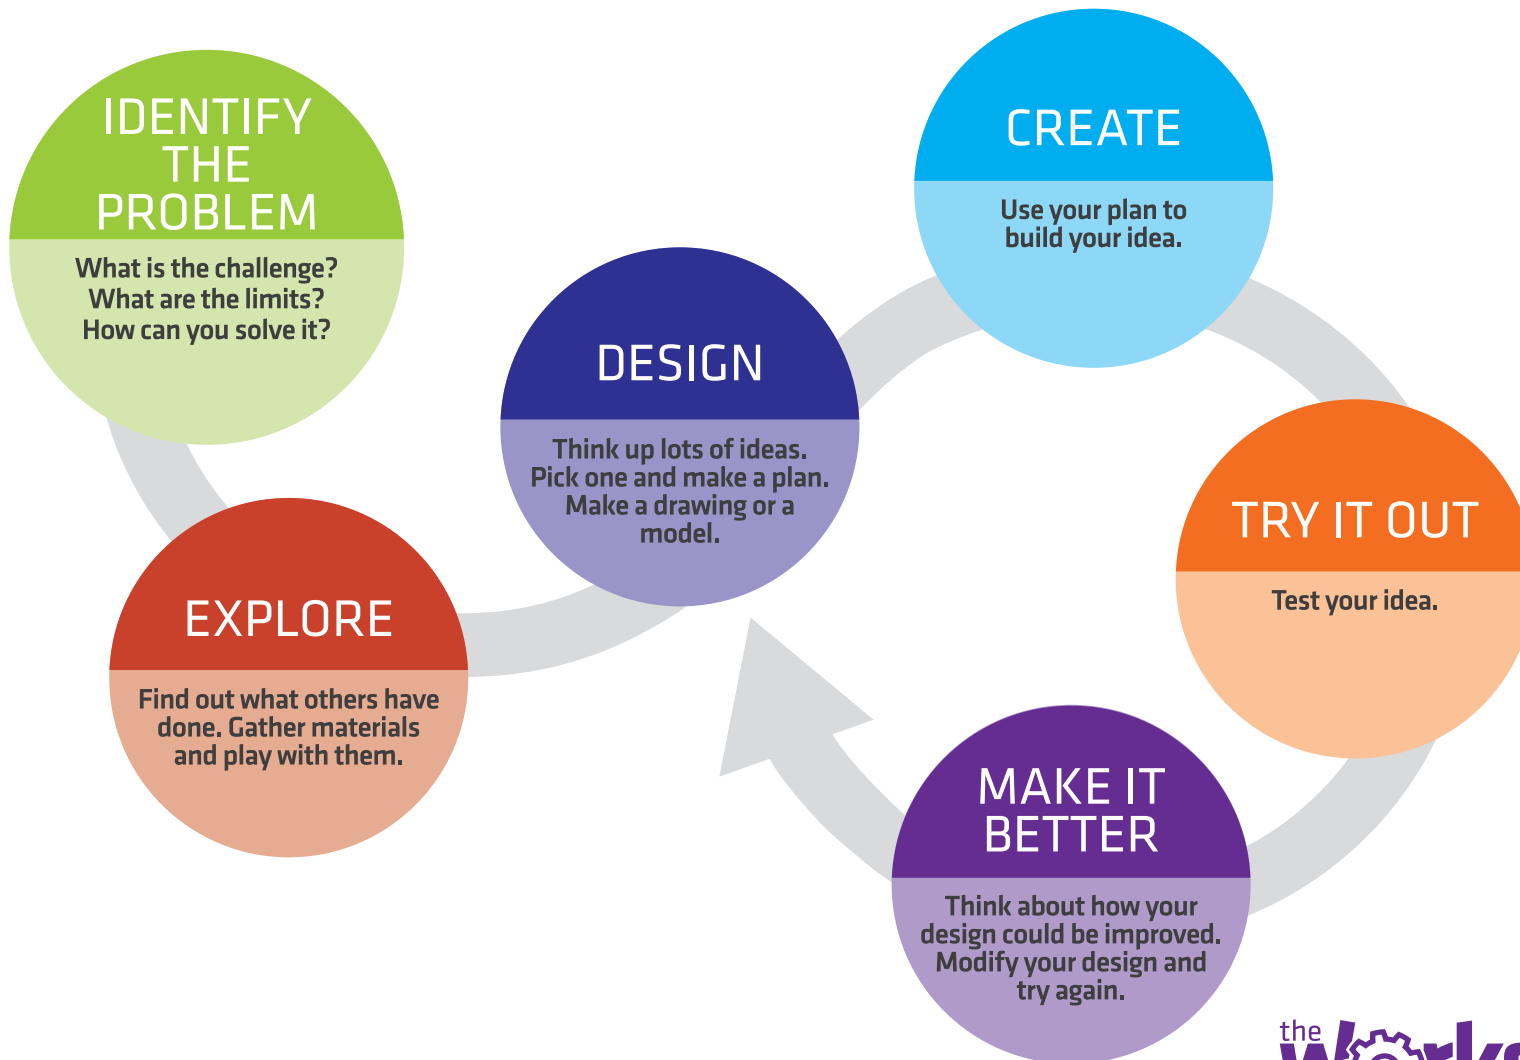 IDENTIFY
THE
PROBLEM
What is the challenge?
What are the limits?
How can you solve it?
EXPLORE
Find out what others have
done. Gather materials
and play with them.
DESIGN
Think up lots of ideas.
Pick one and make a plan.
Make a drawing or a
model.
CREATE
Use your plan to
build your idea.
TRY IT OUT
Test your idea.
MAKE IT
BETTER
Think about how your
design could be improved.
Modify your design and
try again.
the
Works